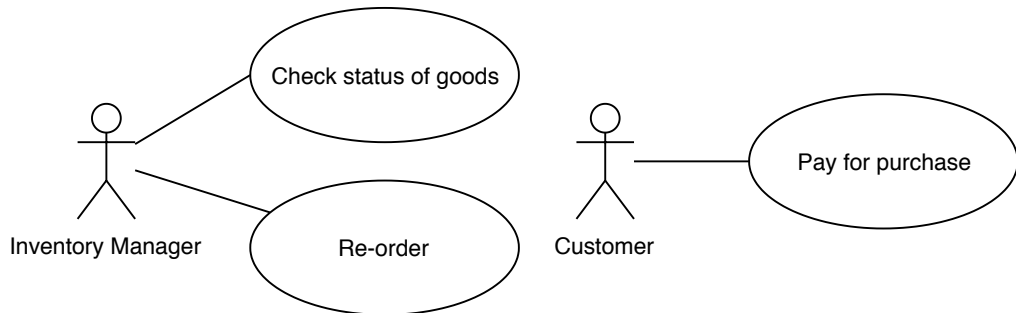 Check status of goods
Inventory Manager
Re-order
Customer
Pay for purchase